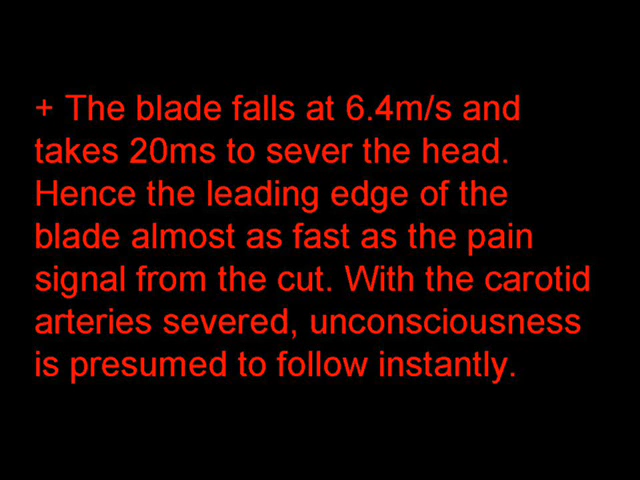 + The blade falls at 6.4m/s and
takes 20ms to sever the head.
Hence the leading edge of the
blade almost as fast as the pain
signal from the cut. With the carotid
arteries severed, unconsciousness
is presumed to follow instantly.